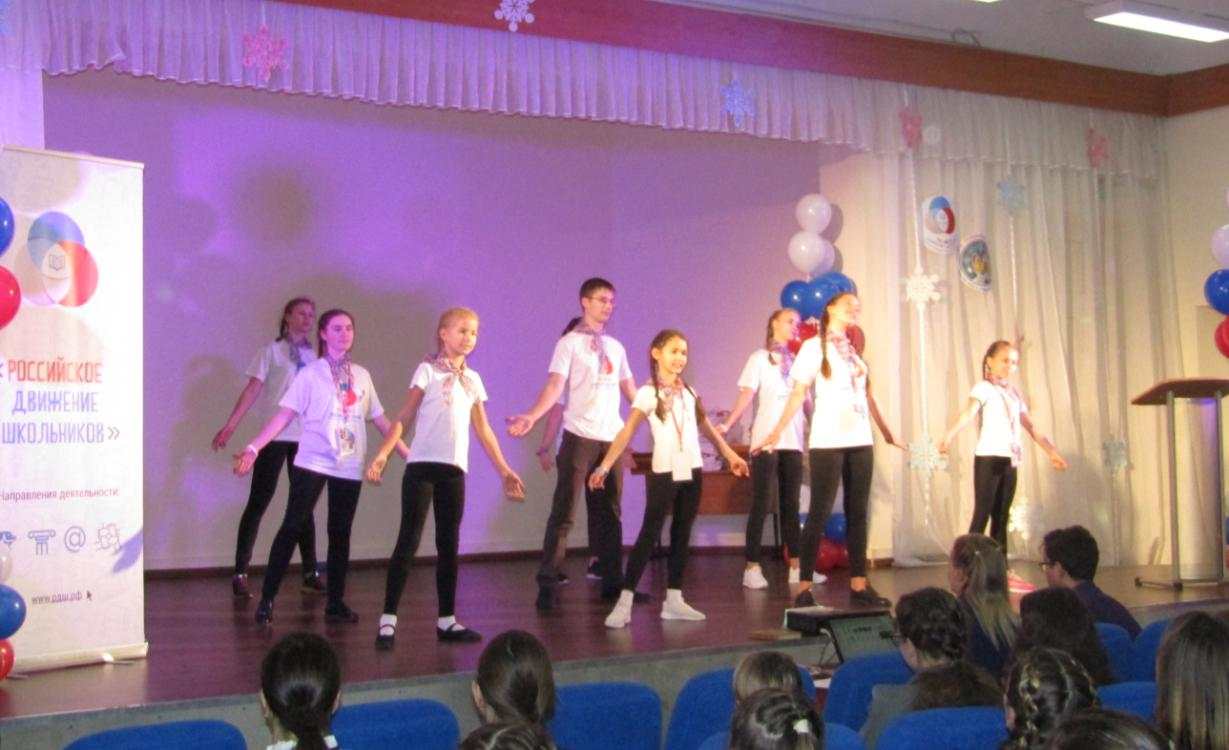 «РОССИЙСКОЕ
ДВИЖЕНИЕ
ШКОЛЬНИКОВ»
Направления деятельности:
@
www.рдш.рф